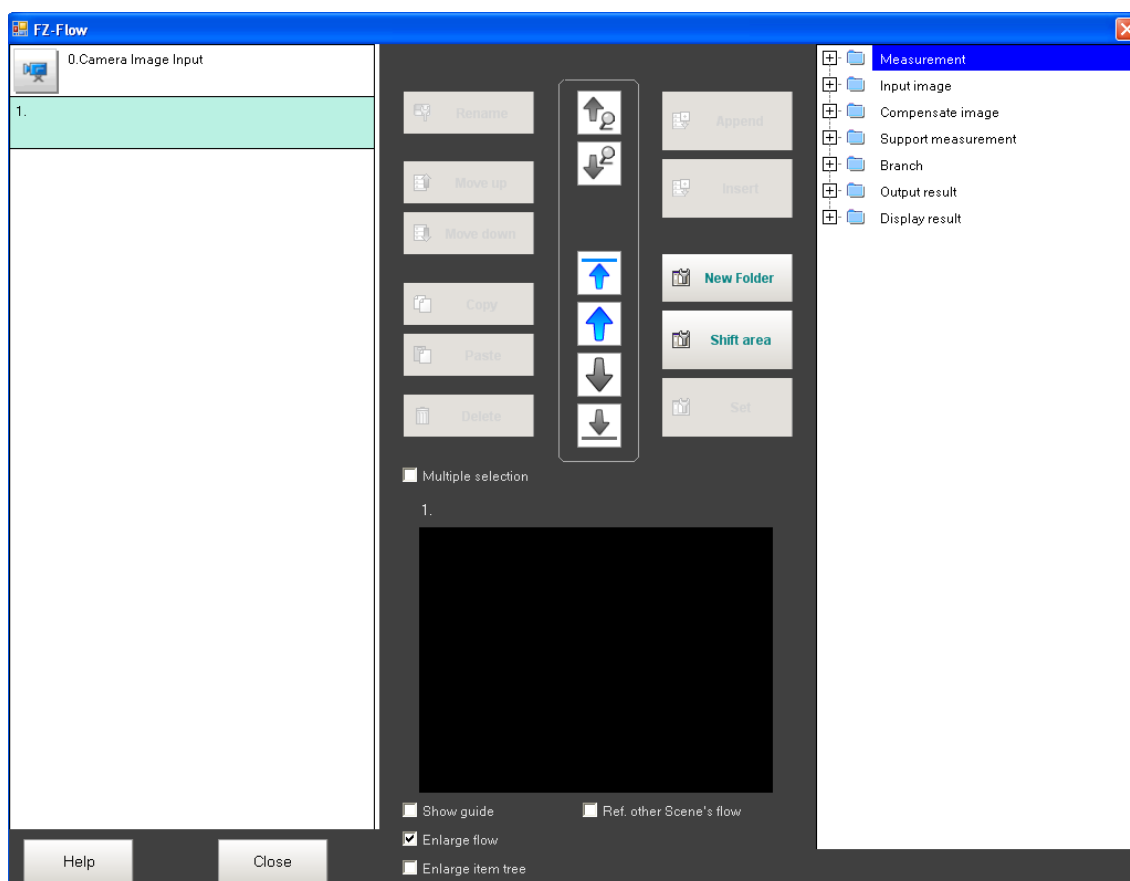 FZ-Flow
0.Camera Image Input
1.
Rename
Move up
Move down
Copy
Paste
Delete
Append
Insert
New Folder
Shift area
Set
Multiple selection
1.
Show guide
Ref. other Scene's flow
Enlarge flow
Enlarge item tree
Help
Close
Measurement
Input image
Compensate image
Support measurement
Branch
Output result
Display result